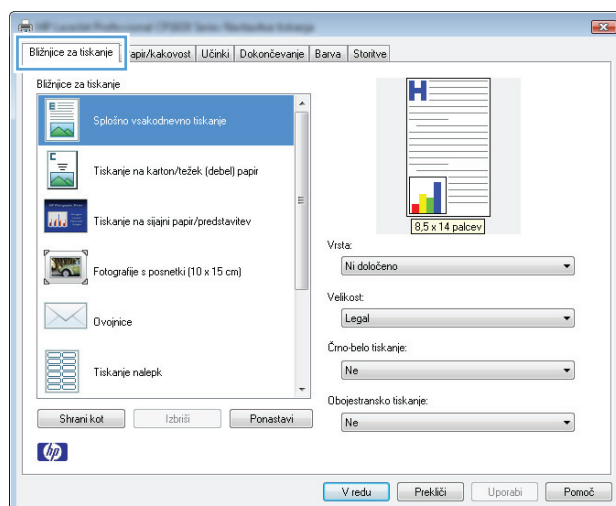 Bližnjice za tiskanje
apir/kakovost
Učinki
Dokončevanje
Barva
Storitve
Bližnjice za tiskanje
Splošno vsakodnevno tiskanje
Tiskanje na karton/težek (debel) papir
Tiskanje na sijajni papir/predstavitev
Fotografije s posnetki (10 x 15 cm)
Ovojnice
Tiskanje nalepk
Shrani kot
Izbriši
Ponastavi
hp
H
8,5 x 14 palcev
Vrsta:
Ni določeno
Velikost:
Legal
Črno-belo tiskanje:
Ne
Obojestransko tiskanje:
Ne
V redu
Prekliči
Uporabi
Pomoč